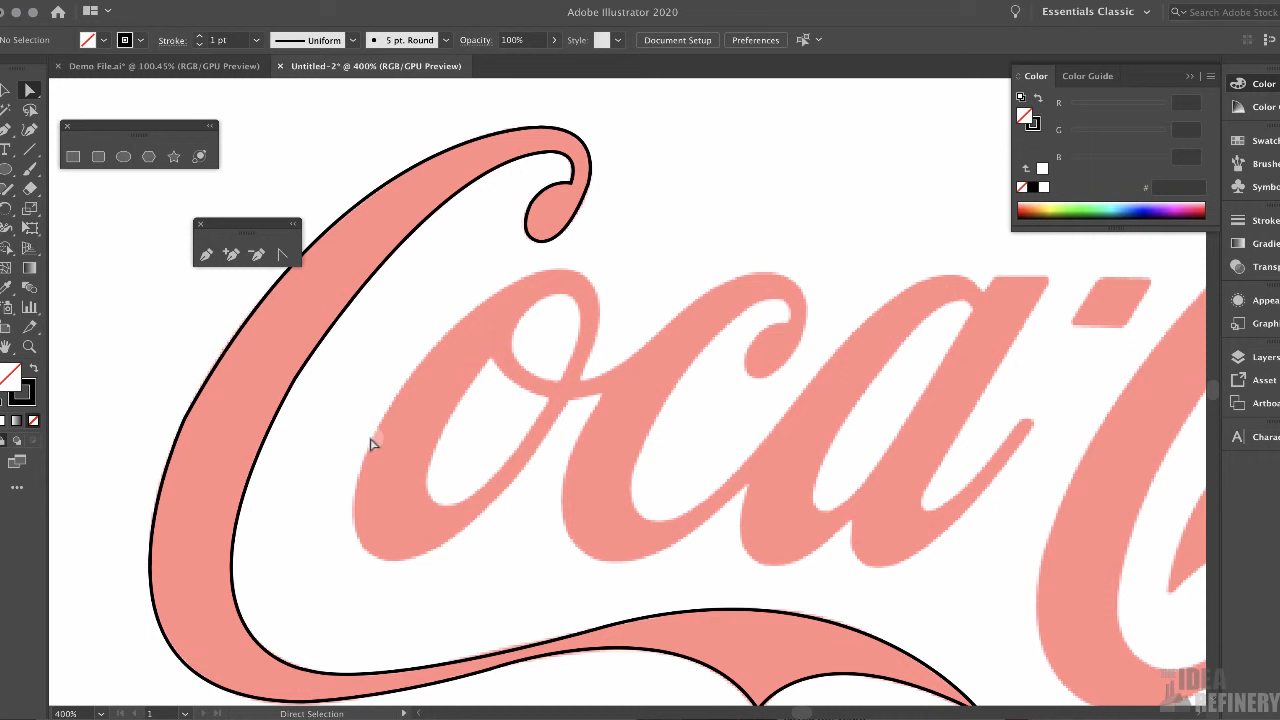 Adobe Illustrator 2020
Essentials Classic
Search Adobe Stock
No Selection
Stroke: 1 pt
Uniform
5 pt. Round
Opacity: 100%
Style:
Document Setup
Preferences
× Demo File.ai* @ 100.45% (RGB/GPU Preview)
× Untitled-2* @ 400% (RGB/GPU Preview)
Color
Color Guide
R
G
B
#
Color
Color
Swatc
Brushe
Symbo
Stroke
Gradie
Transp
Appea
Graph
Layers
Asset
Artboa
Chara
Coca-
THE
IDEA
REFINERY
400%
1
Direct Selection